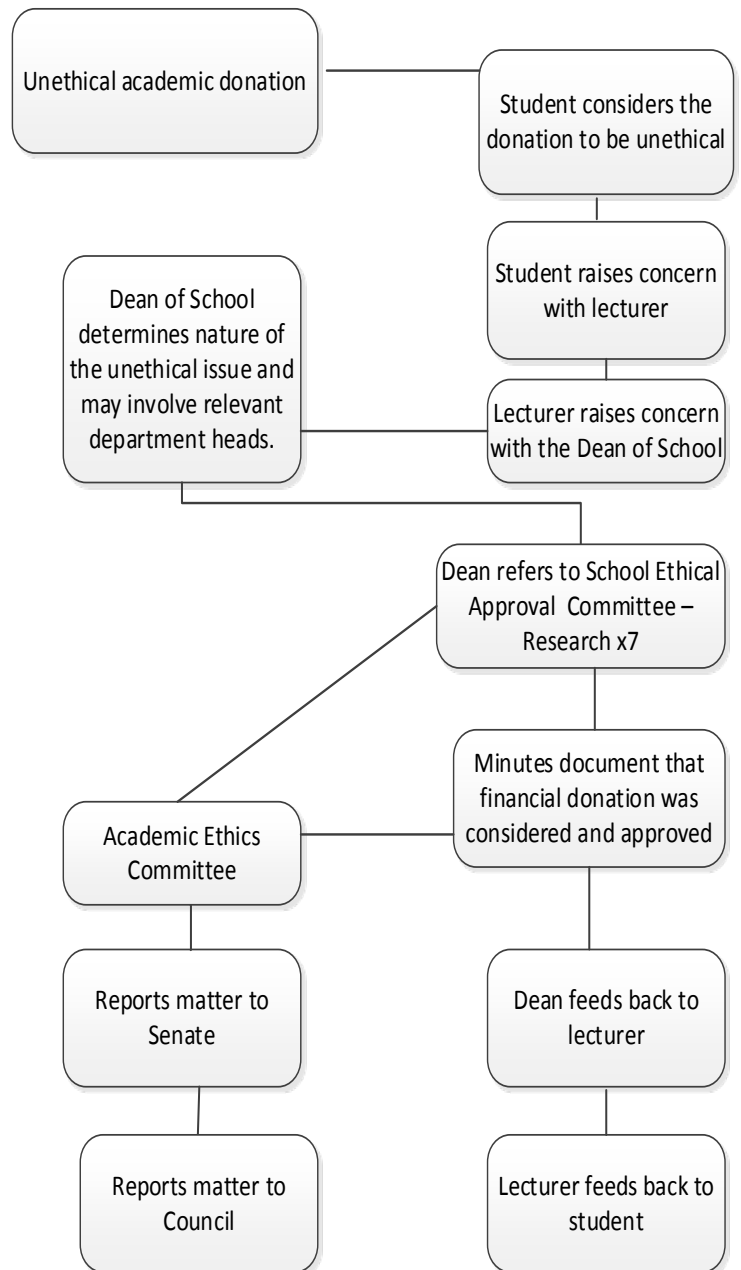 Unethical academic donation
Student considers the
donation to be unethical
Student raises concern
with lecturer
Lecturer raises concern
with the Dean of School
Dean of School
determines nature of
the unethical issue and
may involve relevant
department heads.
Dean refers to School Ethical
Approval Committee –
Research x7
Minutes document that
financial donation was
considered and approved
Academic Ethics
Committee
Reports matter to
Senate
Reports matter to
Council
Dean feeds back to
lecturer
Lecturer feeds back to
student